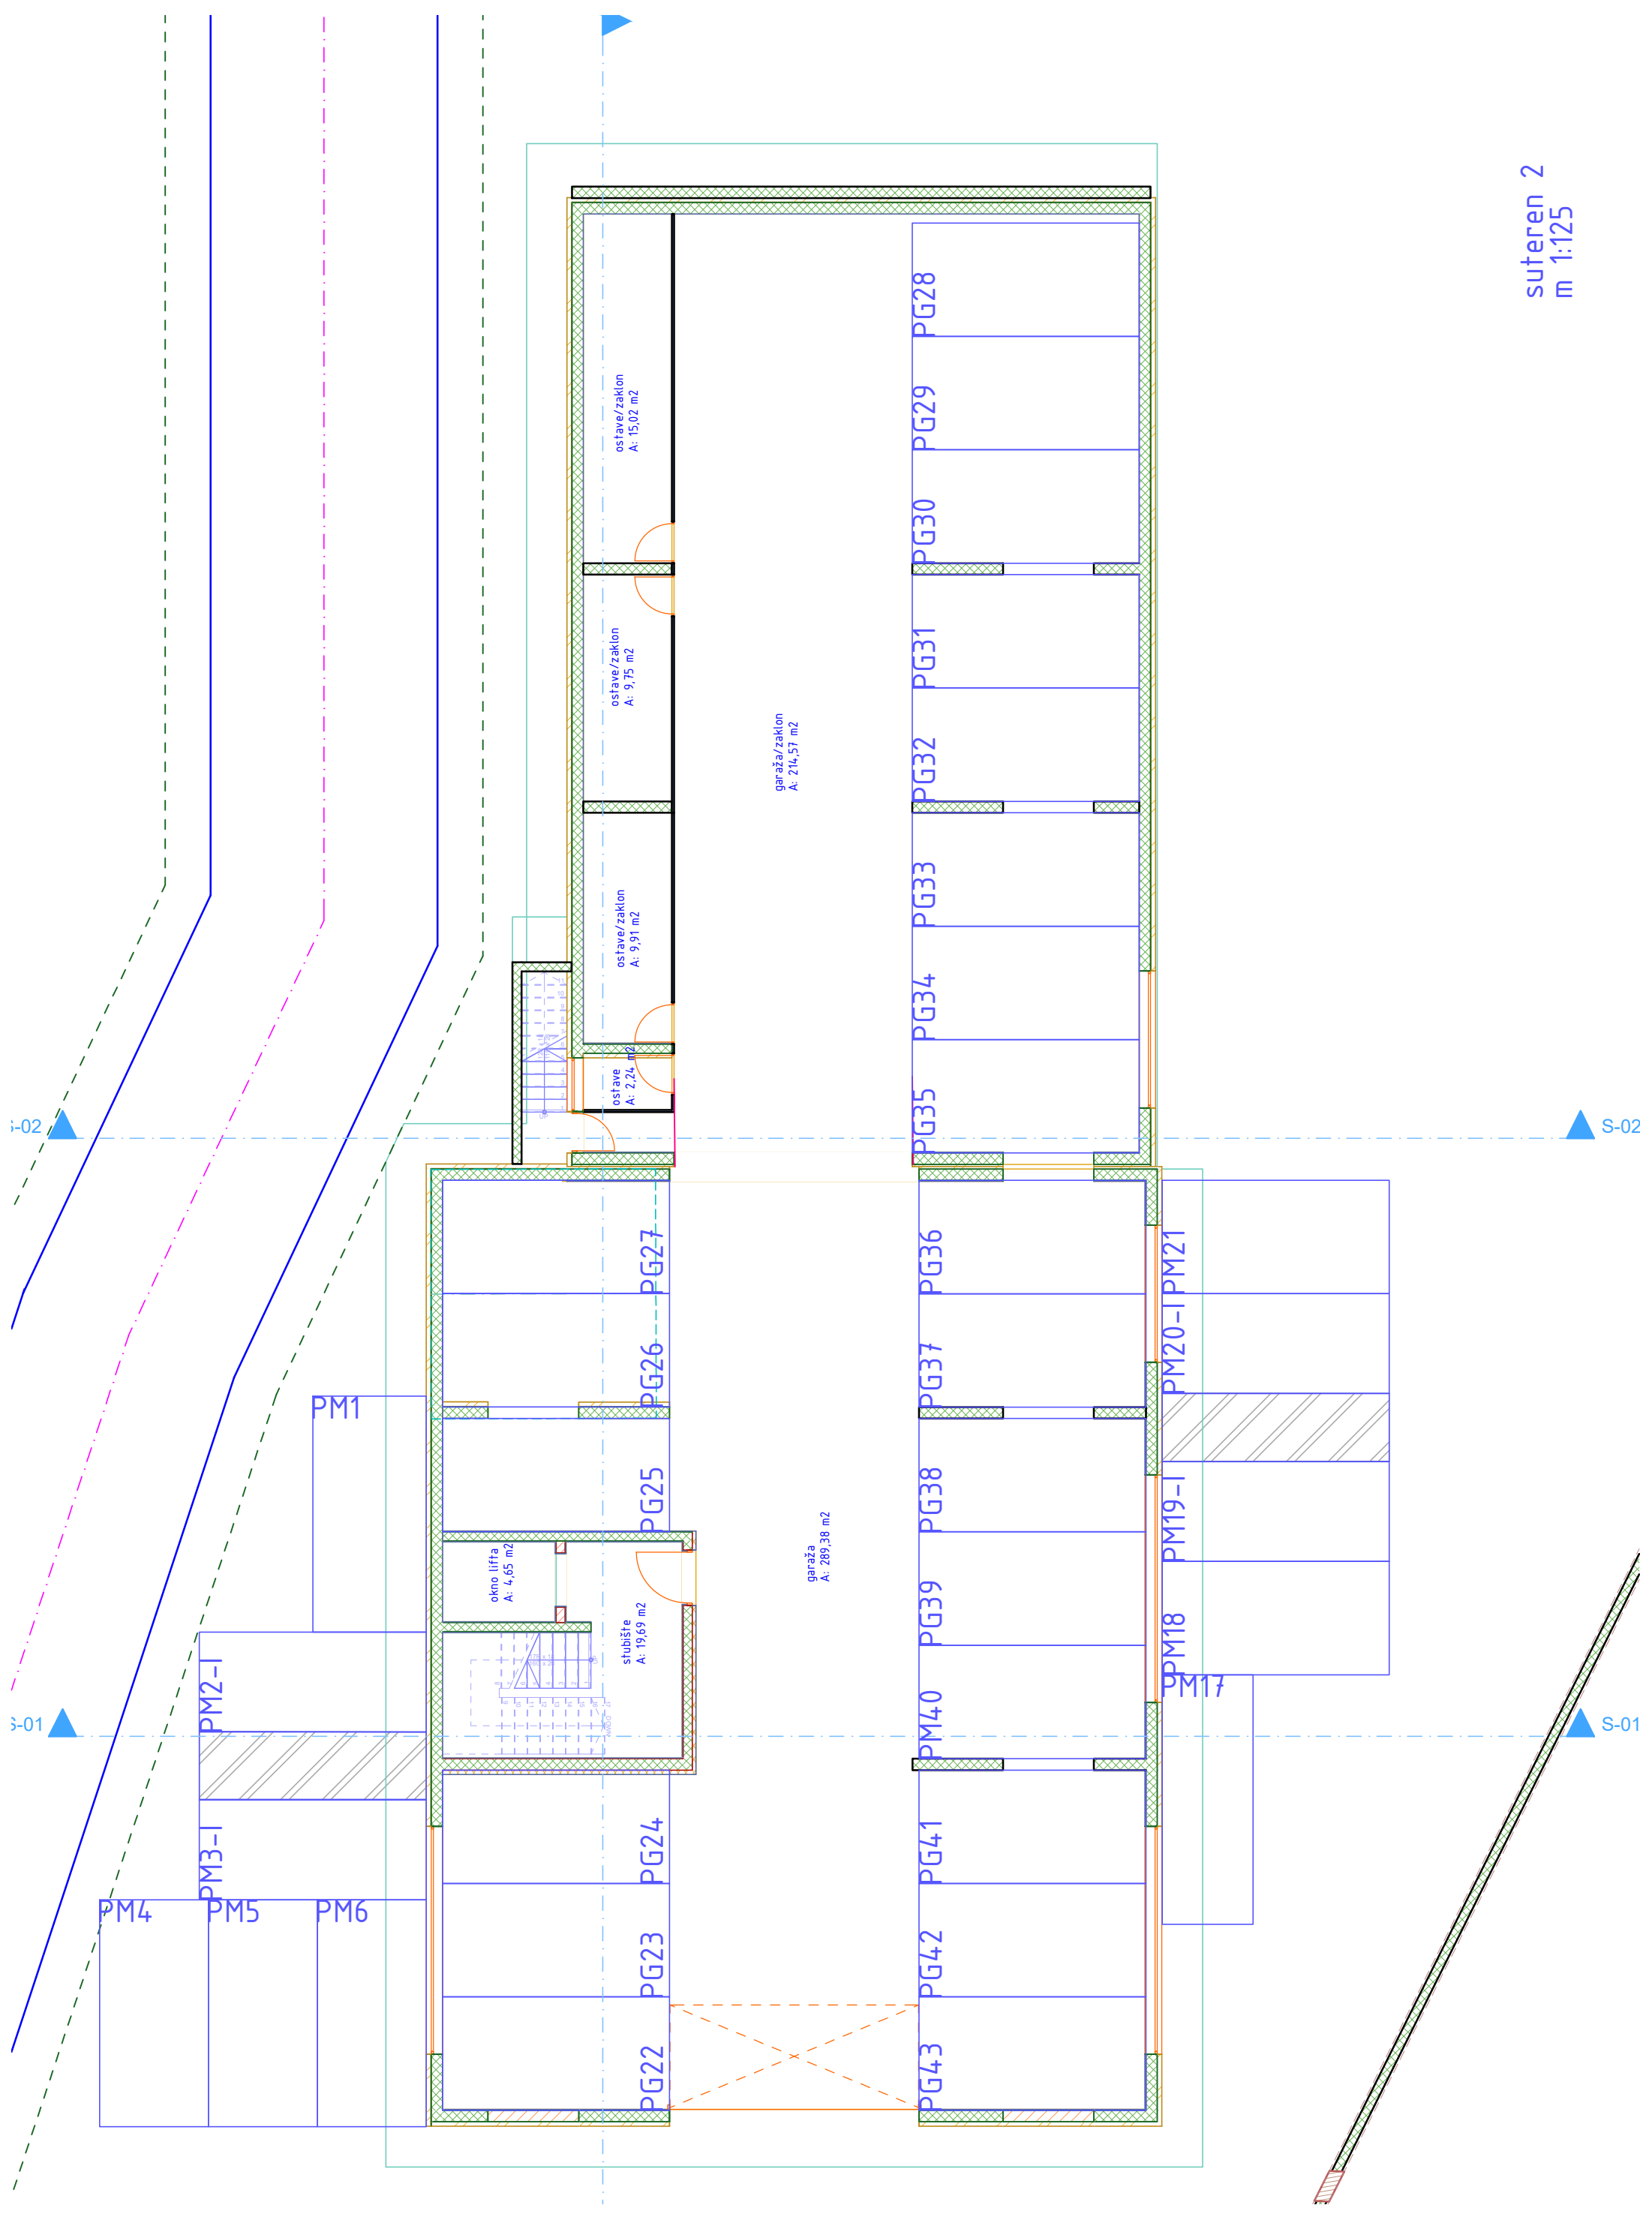 suteren 2
m 1:125
PG28
PG29
ostave/zaklon
A: 15,02 m2
PG30
PG31
ostave/zaklon
A: 9,75 m2
garaža/zaklon
A: 214,57 m2
PG32
PG33
ostave/zaklon
A: 9,91 m2
PG34
ostave
A: 2,24 m2
PG35
S-02
PG27
PG36
PM21
PG26
PG37
PM20-I
PM1
PG25
PG38
PM19-I
okno lifta
A: 4,65 m2
garaža
A: 289,38 m2
stubište
A: 19,69 m2
PG39
PM18
PM17
PM2-I
PM40
S-01
S-01
PM3-I
PG24
PG41
PM4
PM5
PM6
PG23
PG42
PG22
PG43